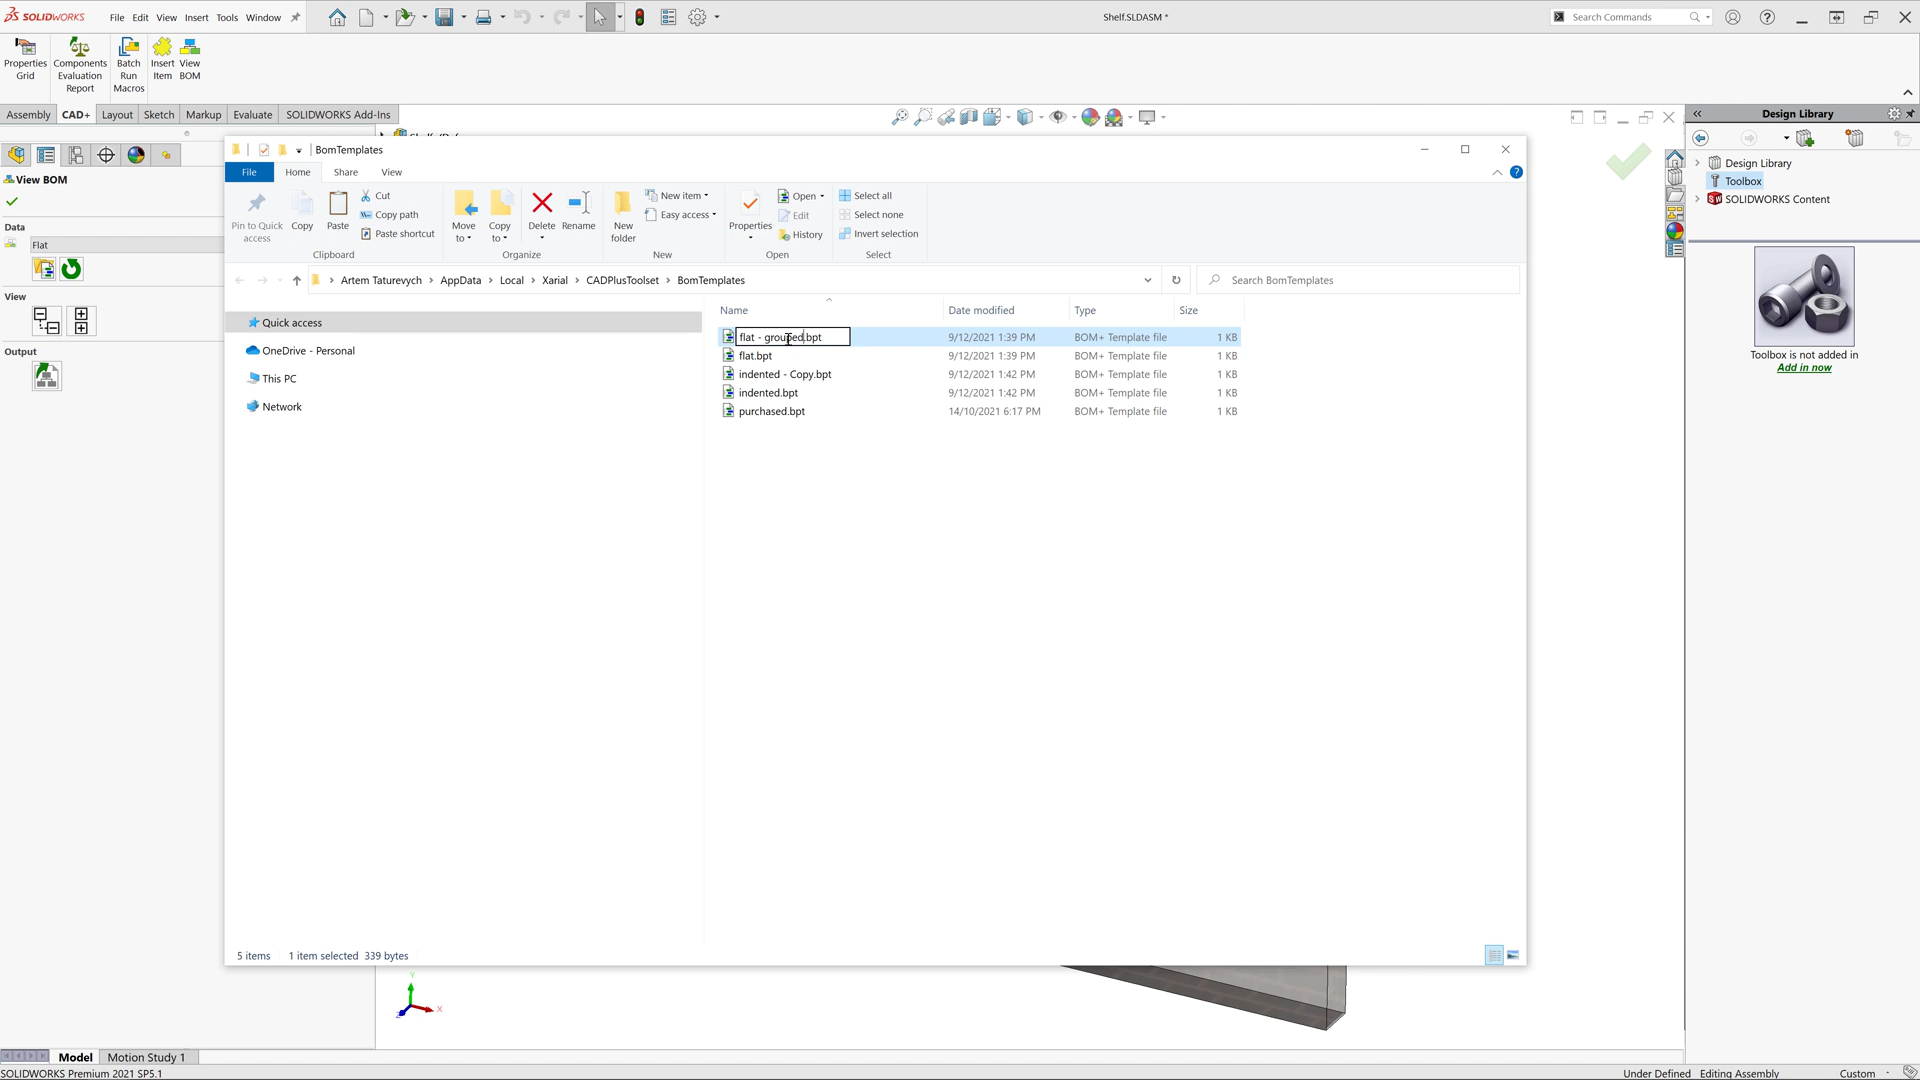 SOLIDWORKS File Edit View Insert Tools Window Shelf.SLDASM * Search Commands
Properties Grid
Components Evaluation Report
Batch Run Macros
Insert Item
View BOM
Assembly CAD+ Layout Sketch Markup Evaluate SOLIDWORKS Add-Ins
Design Library
Design Library
Toolbox
SOLIDWORKS Content
Toolbox is not added in
Add in now
View BOM
Data
Flat
View
Output
BomTemplates
File Home Share View
Pin to Quick access
Copy
Paste
Cut
Copy path
Paste shortcut
Clipboard
Move to
Copy to
Delete
Rename
Organize
New folder
New item
Easy access
New
Properties
Open
Edit
History
Open
Select all
Select none
Invert selection
Select
Artem Taturevych > AppData > Local > Xarial > CADPlusToolset > BomTemplates
Search BomTemplates
Quick access
OneDrive - Personal
This PC
Network
Name Date modified Type Size
flat - grouped.bpt 9/12/2021 1:39 PM BOM+ Template file 1 KB
flat.bpt 9/12/2021 1:39 PM BOM+ Template file 1 KB
indented - Copy.bpt 9/12/2021 1:42 PM BOM+ Template file 1 KB
indented.bpt 9/12/2021 1:42 PM BOM+ Template file 1 KB
purchased.bpt 14/10/2021 6:17 PM BOM+ Template file 1 KB
5 items 1 item selected 339 bytes
Y
X
Z
Model Motion Study 1
SOLIDWORKS Premium 2021 SP5.1 Under Defined Editing Assembly Custom